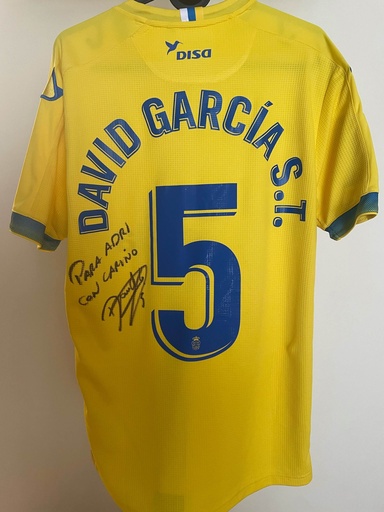 DISA
DAVID GARCÍA S.T.
5
PARA ADRI
CON CARIÑO